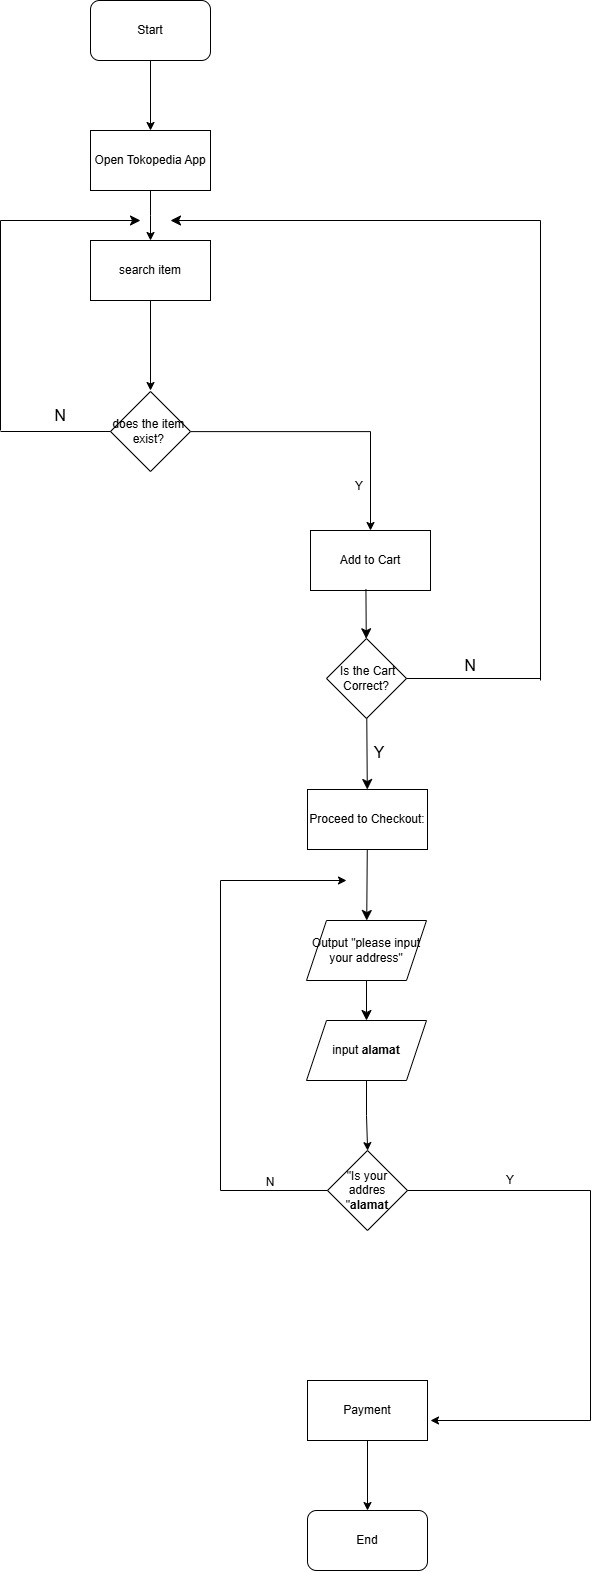 Start
Open Tokopedia App
search item
N
does the item
exist?
Y
Add to Cart
Is the Cart
Correct?
N
Y
Proceed to Checkout:
Output "please input
your address"
input alamat
"Is your
addres
"alamat
N
Y
Payment
End